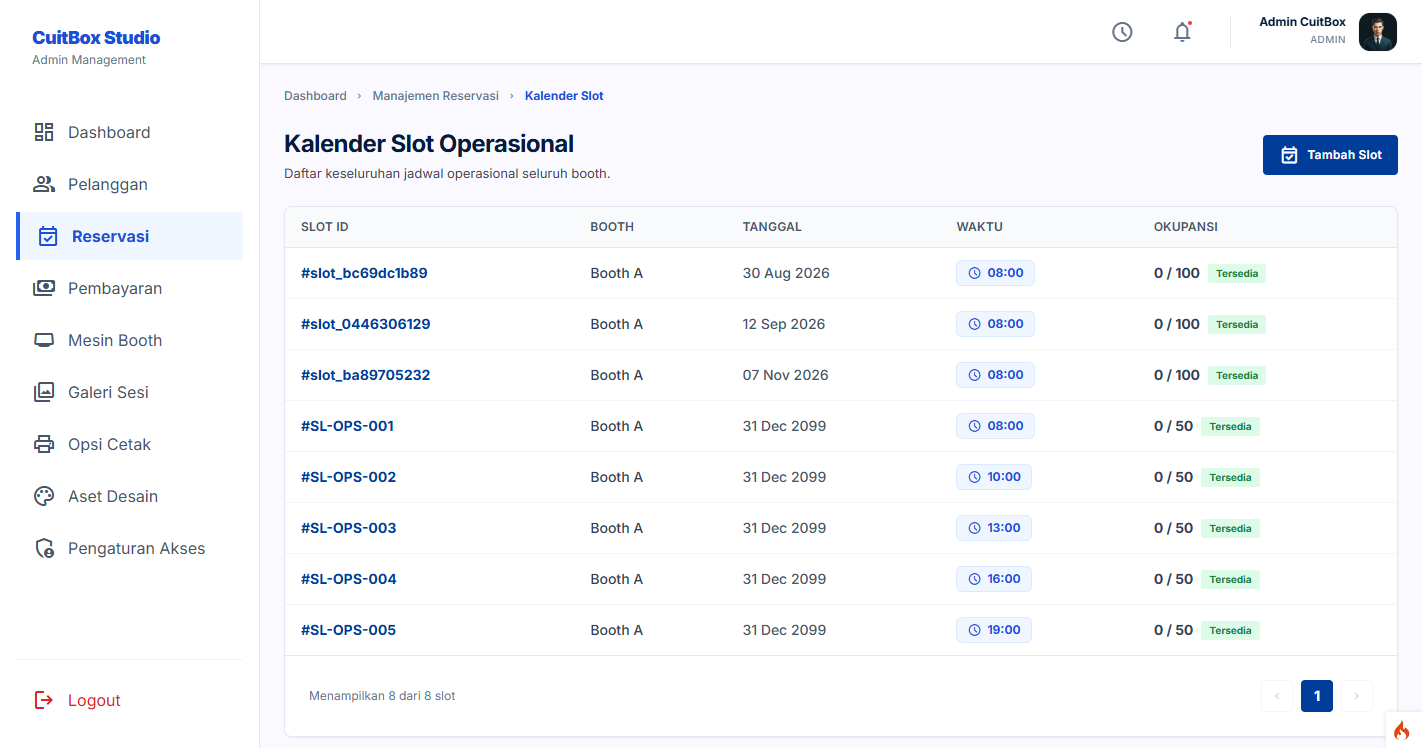 CuitBox Studio
Admin Management
Dashboard
Pelanggan
Reservasi
Pembayaran
Mesin Booth
Galeri Sesi
Opsi Cetak
Aset Desain
Pengaturan Akses
Logout
Admin CuitBox
ADMIN
Dashboard › Manajemen Reservasi › Kalender Slot
Kalender Slot Operasional
Daftar keseluruhan jadwal operasional seluruh booth.
Tambah Slot
SLOT ID BOOTH TANGGAL WAKTU OKUPANSI
#slot_bc69dc1b89 Booth A 30 Aug 2026 08:00 0 / 100 Tersedia
#slot_0446306129 Booth A 12 Sep 2026 08:00 0 / 100 Tersedia
#slot_ba89705232 Booth A 07 Nov 2026 08:00 0 / 100 Tersedia
#SL-OPS-001 Booth A 31 Dec 2099 08:00 0 / 50 Tersedia
#SL-OPS-002 Booth A 31 Dec 2099 10:00 0 / 50 Tersedia
#SL-OPS-003 Booth A 31 Dec 2099 13:00 0 / 50 Tersedia
#SL-OPS-004 Booth A 31 Dec 2099 16:00 0 / 50 Tersedia
#SL-OPS-005 Booth A 31 Dec 2099 19:00 0 / 50 Tersedia
Menampilkan 8 dari 8 slot
‹ 1 ›